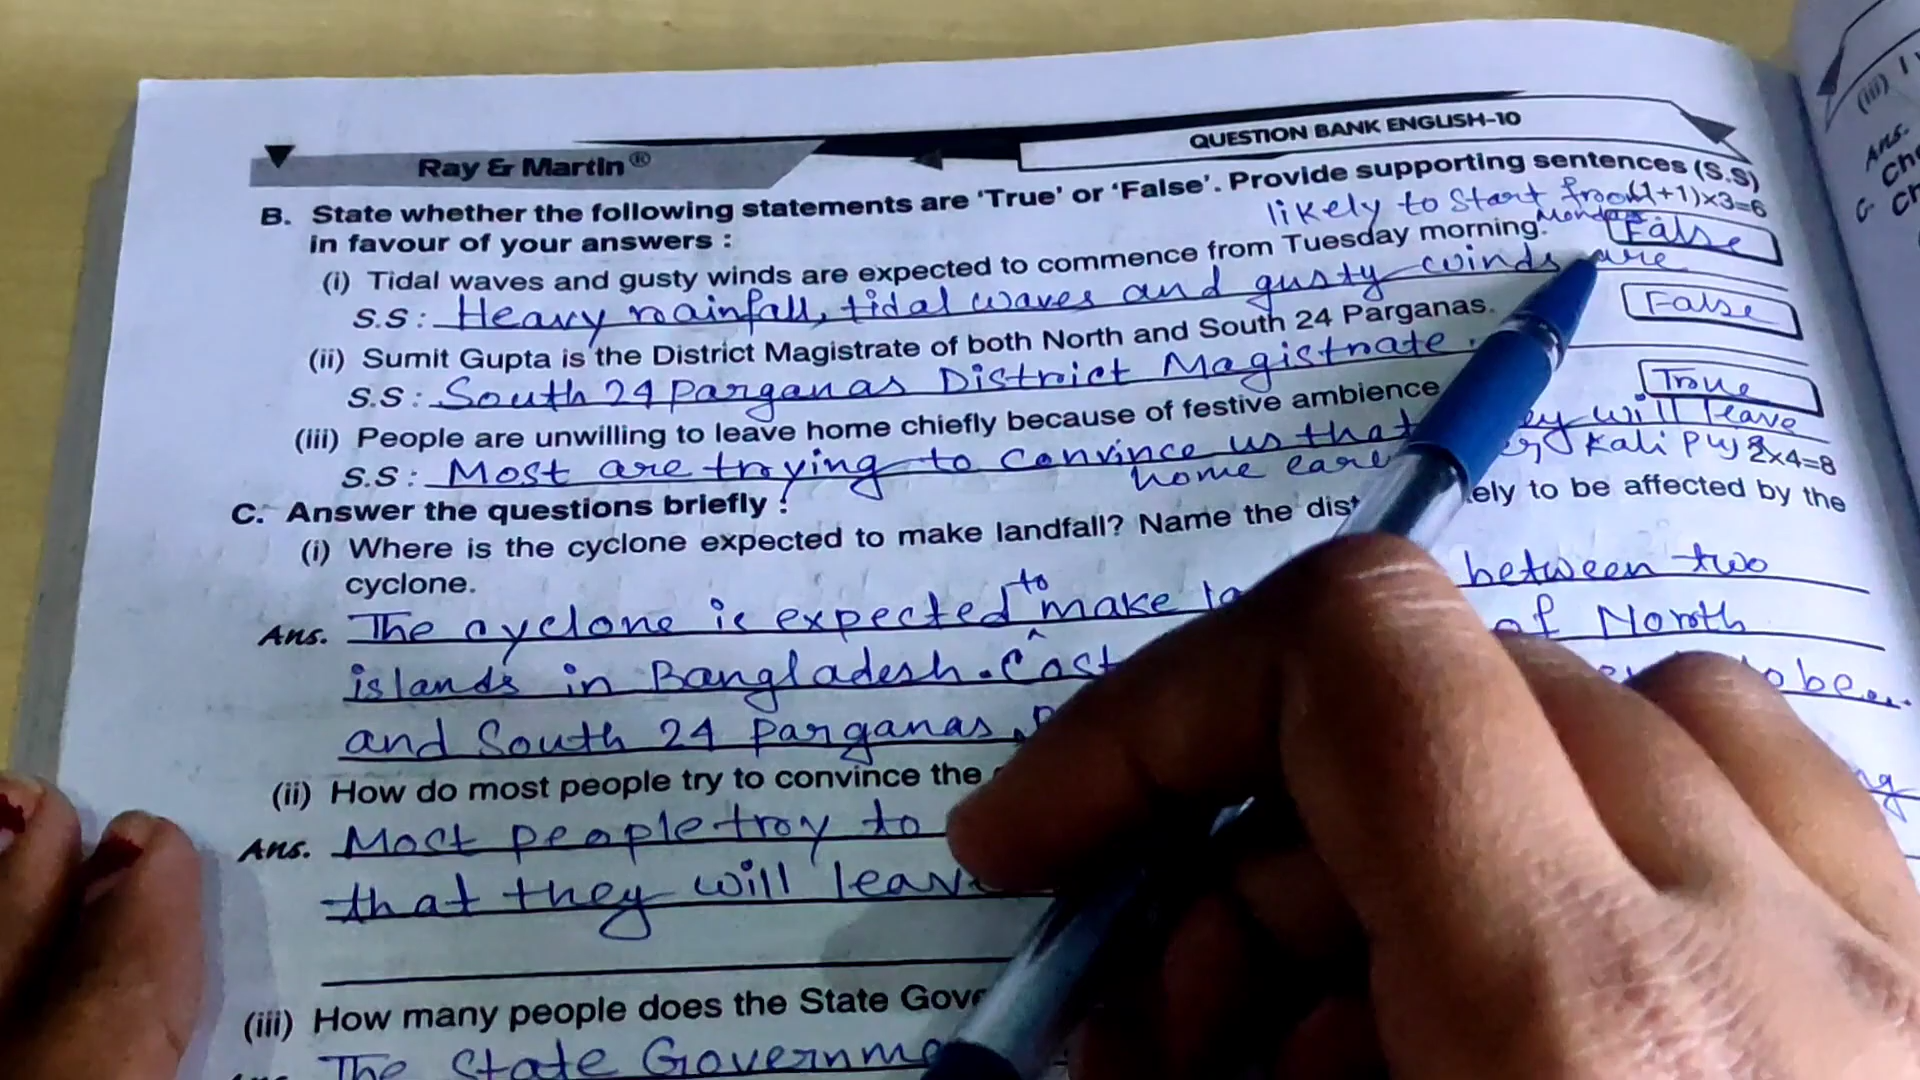 QUESTION BANK ENGLISH-10
Ray & Martin®
B. State whether the following statements are 'True' or 'False'. Provide supporting sentences (S.S)
in favour of your answers : (1+1)×3=6
likely to start from Monday
(i) Tidal waves and gusty winds are expected to commence from Tuesday morning. False
S.S: Heavy rainfall, tidal waves and gusty winds are
(ii) Sumit Gupta is the District Magistrate of both North and South 24 Parganas. False
S.S: South 24 parganas District Magistrate.
(iii) People are unwilling to leave home chiefly because of festive ambience True
S.S: Most are trying to convince us that they will leave
home Kali Puj
C. Answer the questions briefly : 2×4=8
(i) Where is the cyclone expected to make landfall? Name the dist ely to be affected by the
cyclone.
Ans. The cyclone is expected to make la between two
islands in Bangladesh. of North
and South 24 parganas.
(ii) How do most people try to convince the
Ans. Most people try to
that they will leave
(iii) How many people does the State Gove
The State Governme